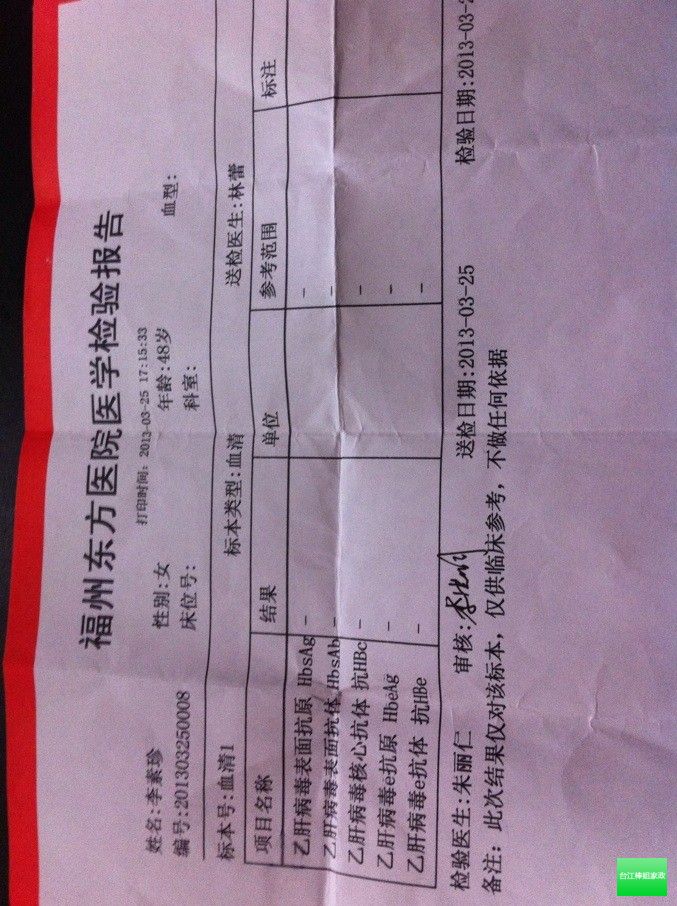 福州东方医院医学检验报告
打印时间: 2013-03-25 17:15:33
姓名:李素珍 性别:女 年龄:48岁 血型:
编号:201303250008 床位号: 科室:
标本号:血清1 标本类型:血清 送检医生:林蕾
项目名称 结果 单位 参考范围 标注
乙肝病毒表面抗原 HbsAg - -
乙肝病毒表面抗体 HbsAb - -
乙肝病毒核心抗体 抗HBc - -
乙肝病毒e抗原 HbeAg - -
乙肝病毒e抗体 抗HBe - -
检验医生:朱丽仁 审核: 送检日期:2013-03-25 检验日期:2013-03-2
备注: 此次结果仅对该标本, 仅供临床参考, 不做任何依据
台江棒姐家政